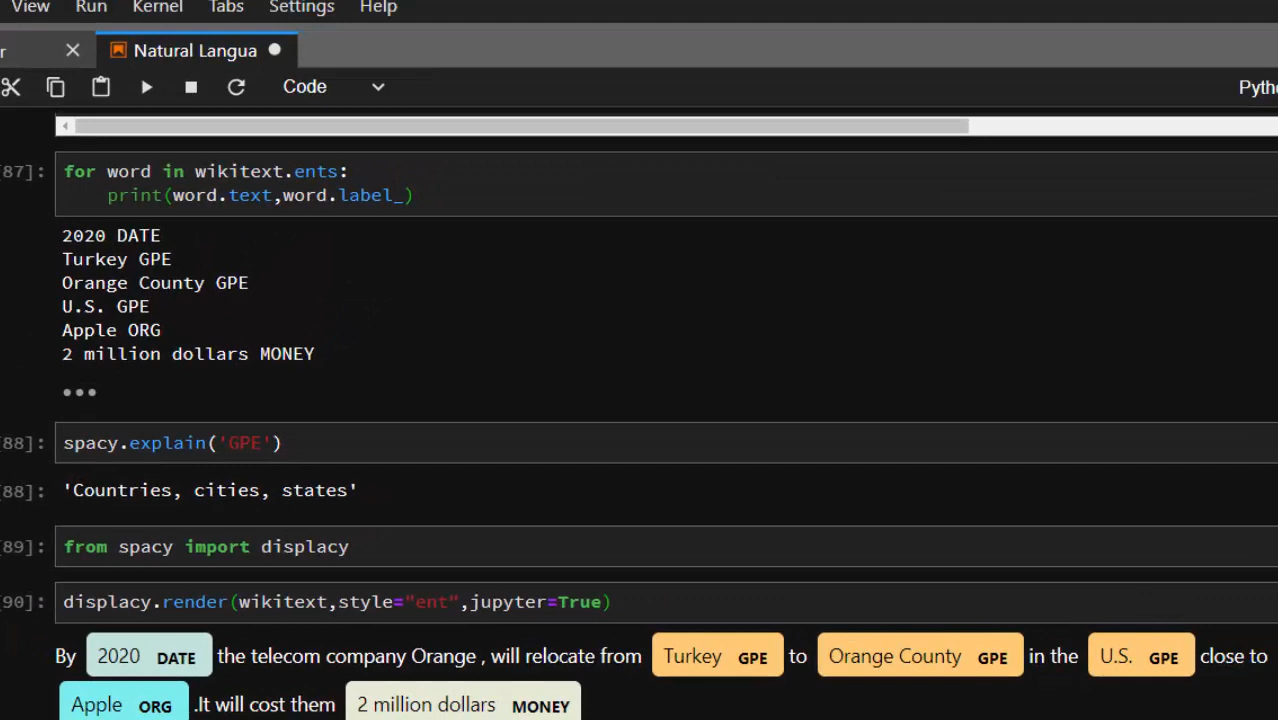 View Run Kernel Tabs Settings Help
r Natural Langua
Code Pytho
[87]: for word in wikitext.ents:
print(word.text,word.label_)
2020 DATE
Turkey GPE
Orange County GPE
U.S. GPE
Apple ORG
2 million dollars MONEY
•••
[88]: spacy.explain('GPE')
[88]: 'Countries, cities, states'
[89]: from spacy import displacy
[90]: displacy.render(wikitext,style="ent",jupyter=True)
By 2020 DATE the telecom company Orange , will relocate from Turkey GPE to Orange County GPE in the U.S. GPE close to
Apple ORG .It will cost them 2 million dollars MONEY